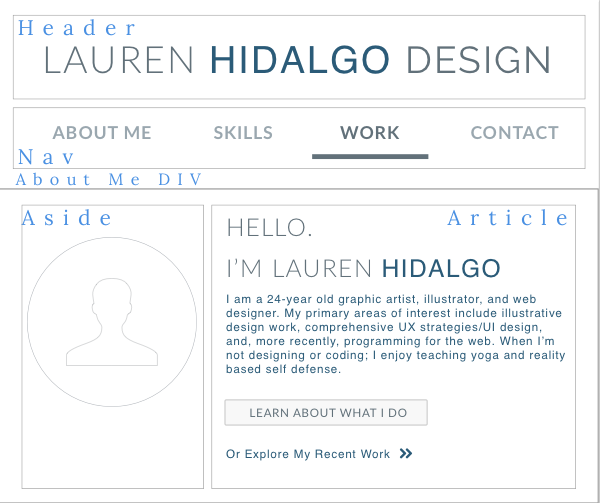 Header
LAUREN HIDALGO DESIGN
ABOUT ME SKILLS WORK CONTACT
Nav
About Me DIV
Aside
Article
HELLO.
I'M LAUREN HIDALGO
I am a 24-year old graphic artist, illustrator, and web
designer. My primary areas of interest include illustrative
design work, comprehensive UX strategies/UI design,
and, more recently, programming for the web. When I'm
not designing or coding; I enjoy teaching yoga and reality
based self defense.
LEARN ABOUT WHAT I DO
Or Explore My Recent Work »